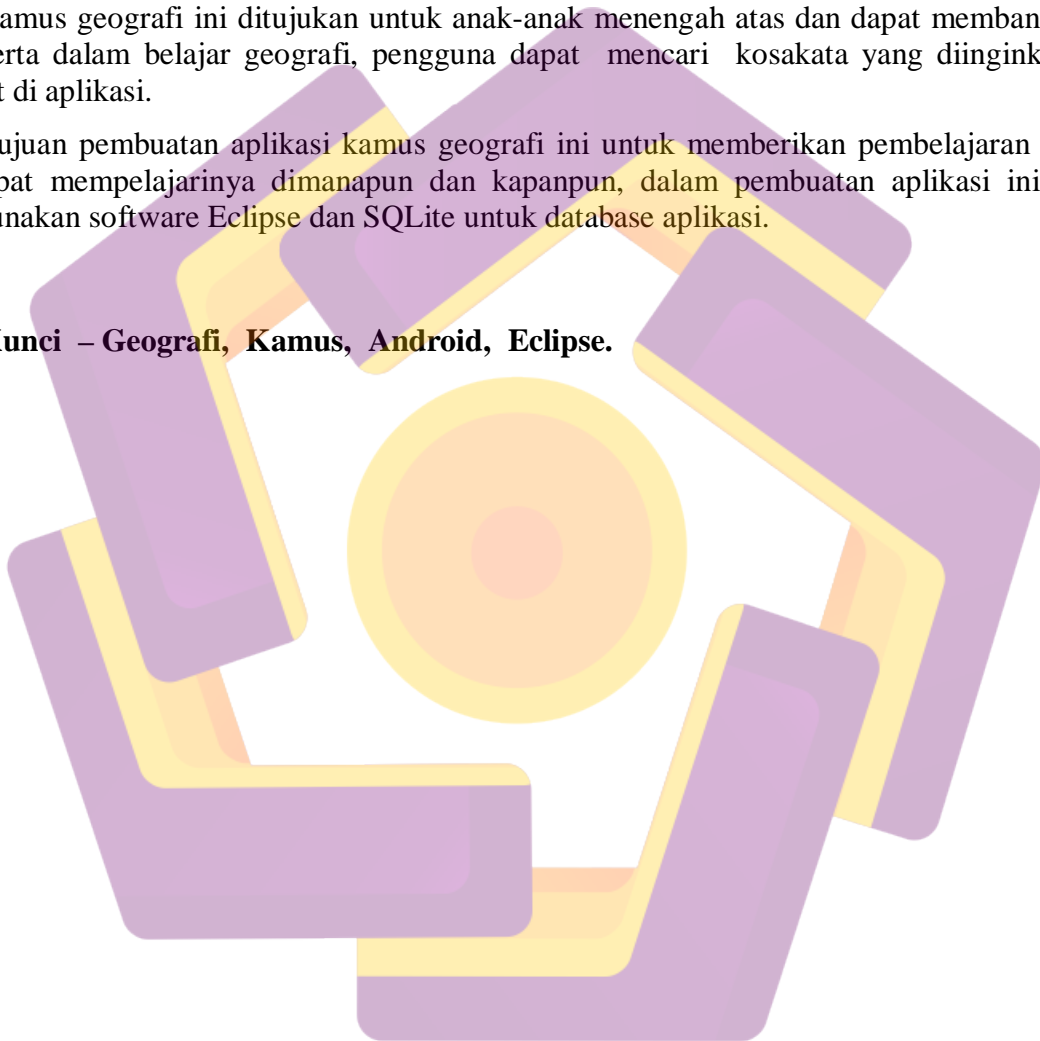 amus geografi ini ditujukan untuk anak-anak menengah atas dan dapat memban
erta dalam belajar geografi, pengguna dapat mencari kosakata yang diingink
t di aplikasi.
ujuan pembuatan aplikasi kamus geografi ini untuk memberikan pembelajaran
pat mempelajarinya dimanapun dan kapanpun, dalam pembuatan aplikasi ini
unakan software Eclipse dan SQLite untuk database aplikasi.
unci – Geografi, Kamus, Android, Eclipse.